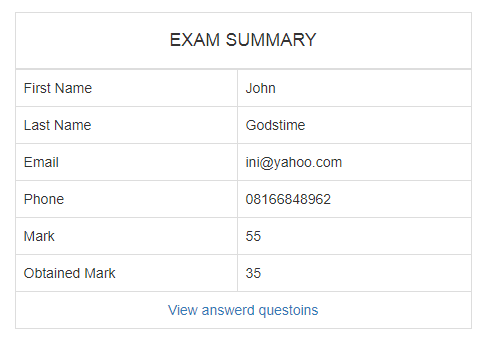 EXAM SUMMARY
First Name John
Last Name Godstime
Email ini@yahoo.com
Phone 08166848962
Mark 55
Obtained Mark 35
View answerd questoins